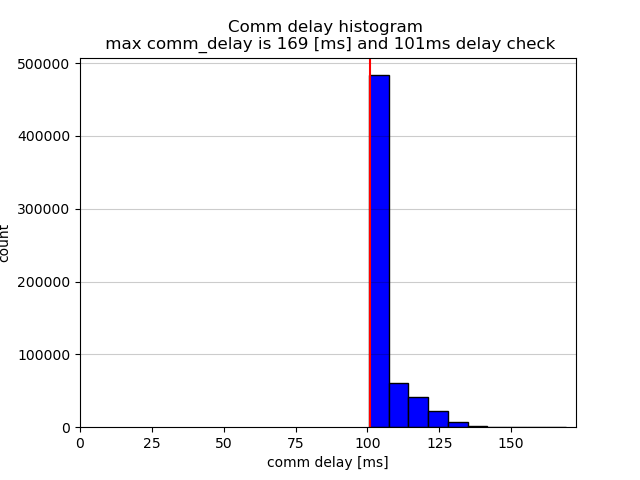 Comm delay histogram
max comm_delay is 169 [ms] and 101ms delay check
500000
400000
300000
200000
100000
0
count
0 25 50 75 100 125 150
comm delay [ms]